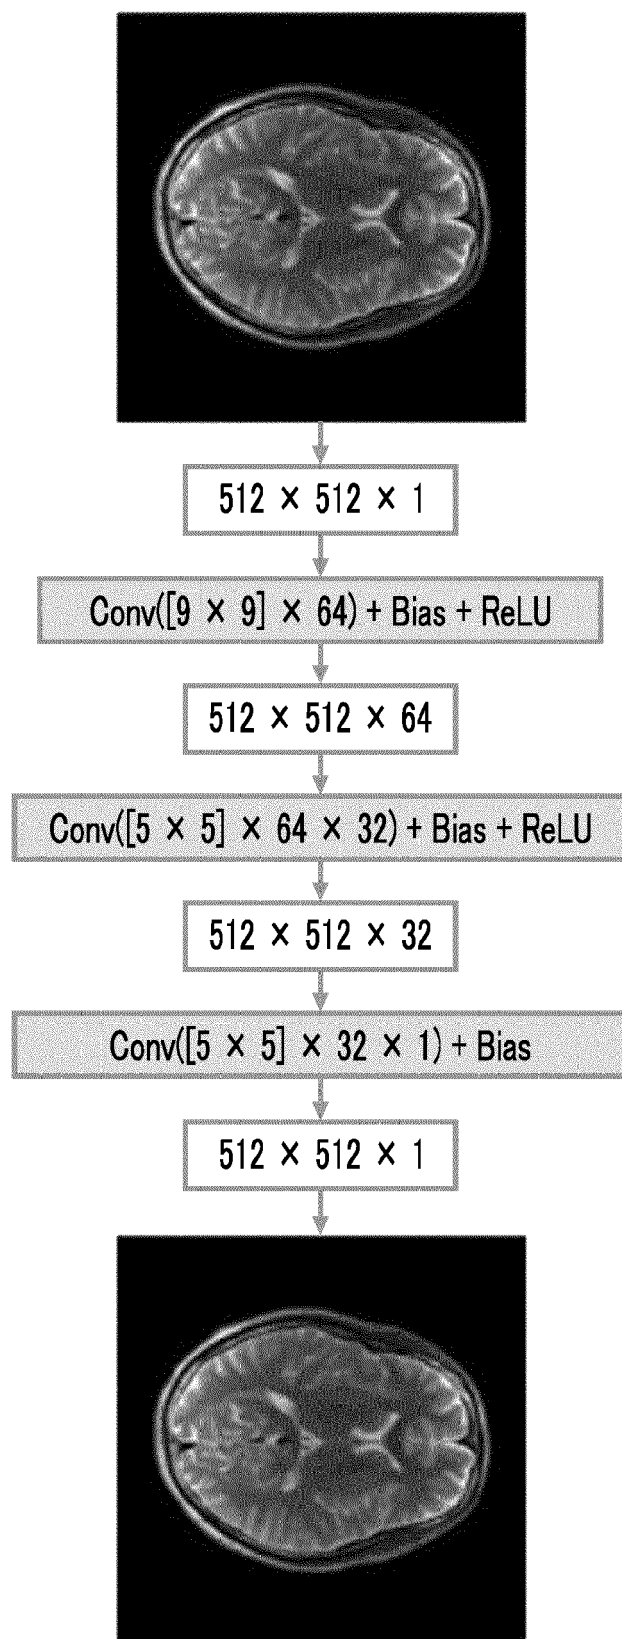 512 × 512 × 1
Conv([9 × 9] × 64) + Bias + ReLU
512 × 512 × 64
Conv([5 × 5] × 64 × 32) + Bias + ReLU
512 × 512 × 32
Conv([5 × 5] × 32 × 1) + Bias
512 × 512 × 1